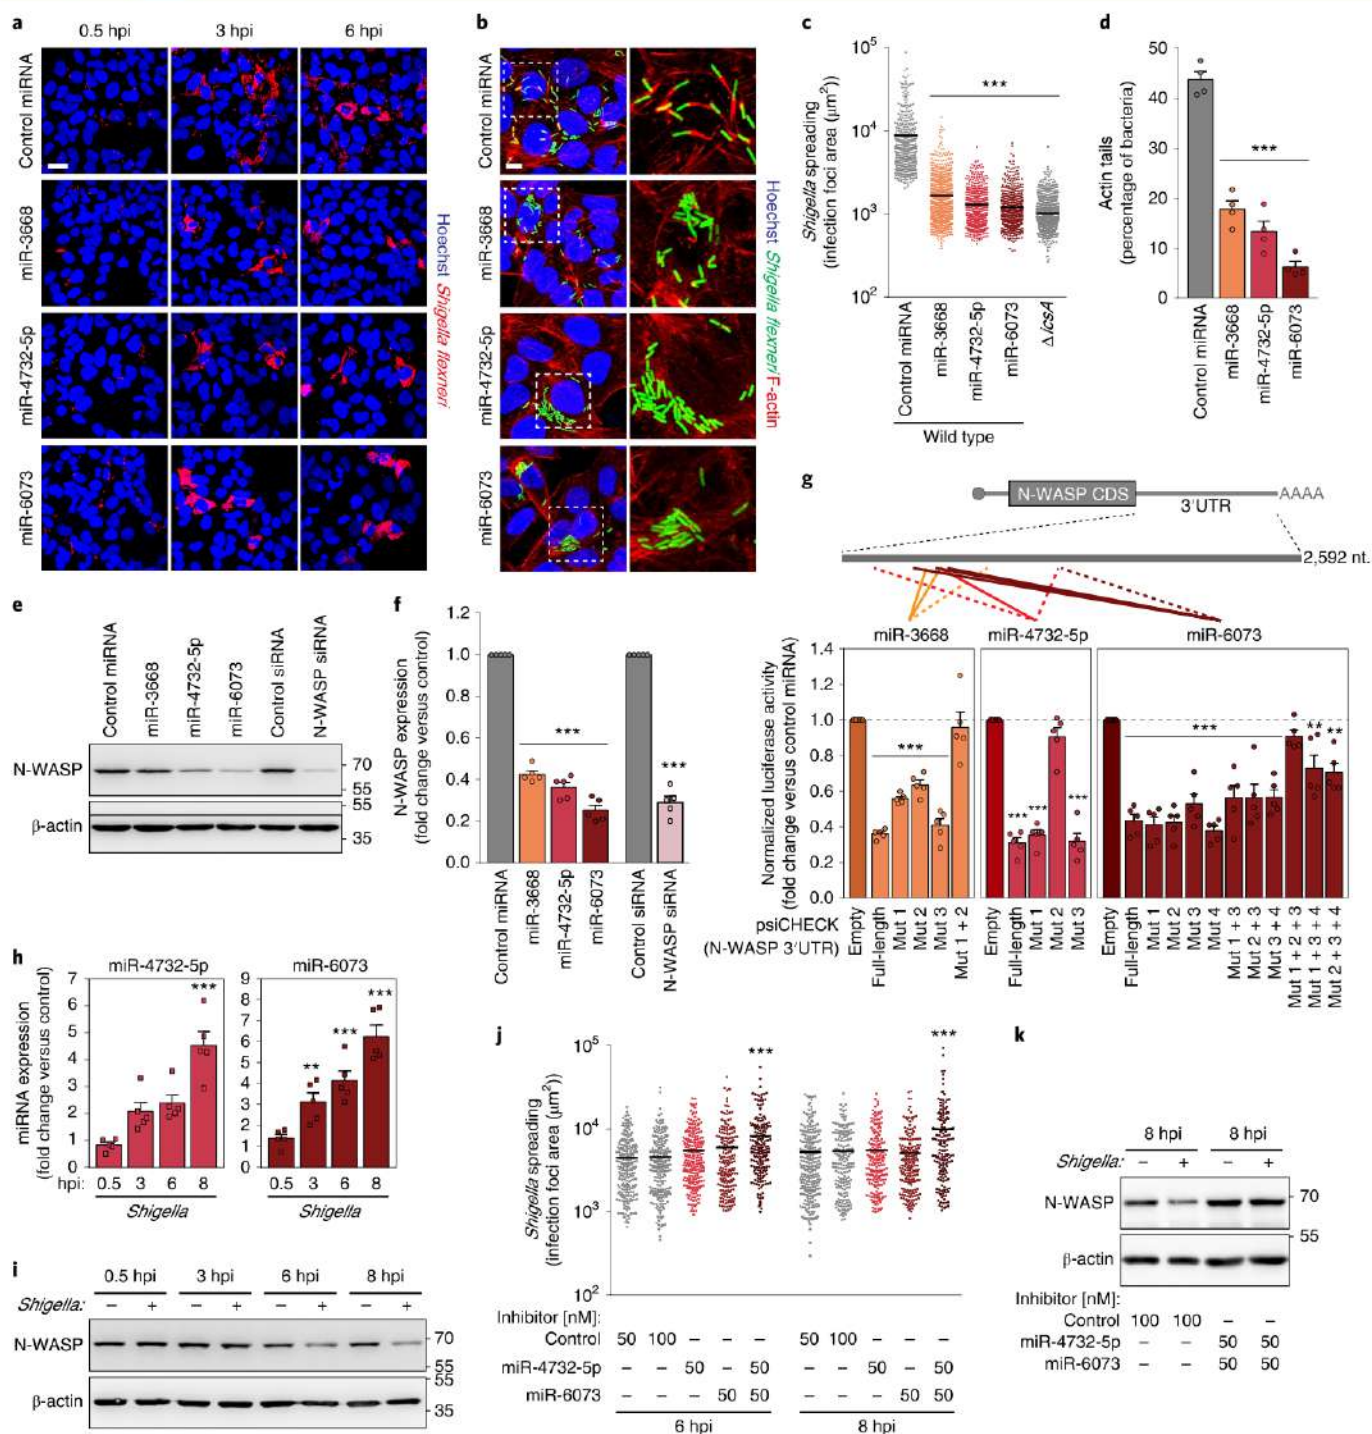 a
0.5 hpi 3 hpi 6 hpi
Control miRNA
miR-3668
miR-4732-5p
miR-6073
Hoechst Shigella flexneri
b
Control miRNA
miR-3668
miR-4732-5p
miR-6073
Hoechst Shigella flexneri F-actin
c
Shigella spreading
(infection foci area (μm²))
10⁵
10⁴
10³
10²
***
Control miRNA
miR-3668
miR-4732-5p
miR-6073
ΔicsA
Wild type
d
Actin tails
(percentage of bacteria)
50
40
30
20
10
0
***
Control miRNA
miR-3668
miR-4732-5p
miR-6073
e
Control miRNA
miR-3668
miR-4732-5p
miR-6073
Control siRNA
N-WASP siRNA
N-WASP
70
55
β-actin
55
35
f
N-WASP expression
(fold change versus control)
1.2
1.0
0.8
0.6
0.4
0.2
0.0
***
***
Control miRNA
miR-3668
miR-4732-5p
miR-6073
Control siRNA
N-WASP siRNA
g
N-WASP CDS
AAAA
3′UTR
2,592 nt.
miR-3668 miR-4732-5p miR-6073
Normalized luciferase activity
(fold change versus control miRNA)
1.4
1.2
1.0
0.8
0.6
0.4
0.2
0.0
***
*** *** ***
*** ** **
psiCHECK
(N-WASP 3′UTR)
Empty
Full-length
Mut 1
Mut 2
Mut 3
Mut 1 + 2
Empty
Full-length
Mut 1
Mut 2
Mut 3
Empty
Full-length
Mut 1
Mut 2
Mut 3
Mut 4
Mut 1 + 3
Mut 2 + 3
Mut 3 + 4
Mut 1 + 2 + 3
Mut 1 + 3 + 4
Mut 2 + 3 + 4
h
miR-4732-5p miR-6073
miRNA expression
(fold change versus control)
7
6
5
4
3
2
1
0
***
9
8
7
6
5
4
3
2
1
0
** *** ***
hpi: 0.5 3 6 8 0.5 3 6 8
Shigella Shigella
i
0.5 hpi 3 hpi 6 hpi 8 hpi
Shigella: – + – + – + – +
N-WASP
70
55
β-actin
55
35
j
Shigella spreading
(infection foci area (μm²))
10⁵
10⁴
10³
10²
*** ***
Inhibitor [nM]:
Control 50 100 – – – 50 100 – – –
miR-4732-5p – – 50 – 50 – – 50 – 50
miR-6073 – – – 50 50 – – – 50 50
6 hpi 8 hpi
k
8 hpi 8 hpi
Shigella: – + – +
N-WASP
70
55
β-actin
Inhibitor [nM]:
Control 100 100 – –
miR-4732-5p – – 50 50
miR-6073 – – 50 50